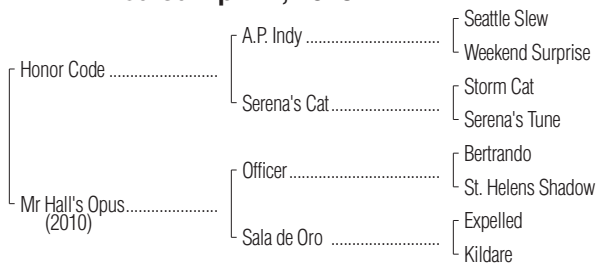 Seattle Slew
A.P. Indy
Weekend Surprise
Honor Code
Storm Cat
Serena's Cat
Serena's Tune
Bertrando
Officer
St. Helens Shadow
Mr Hall's Opus
(2010)
Expelled
Sala de Oro
Kildare